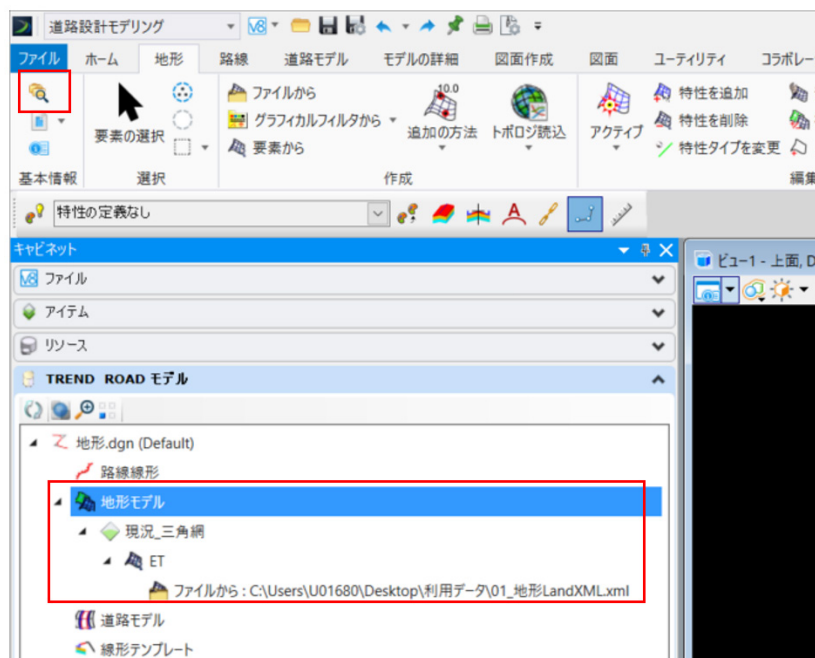 道路設計モデリング
ファイル ホーム 地形 路線 道路モデル モデルの詳細 図面作成 図面 ユーティリティ コラボレー
ファイルから
グラフィカルフィルタから
要素から
要素の選択
10.0
追加の方法
トポロジ読込
アクティブ
特性を追加
特性を削除
特性タイプを変更
基本情報 選択 作成 編集
特性の定義なし
キャビネット
V8 ファイル
アイテム
リソース
TREND ROAD モデル
地形.dgn (Default)
路線線形
地形モデル
現況_三角網
ET
ファイルから : C:\Users\U01680\Desktop\利用データ\01_地形LandXML.xml
道路モデル
線形テンプレート
ビュー1 - 上面, D